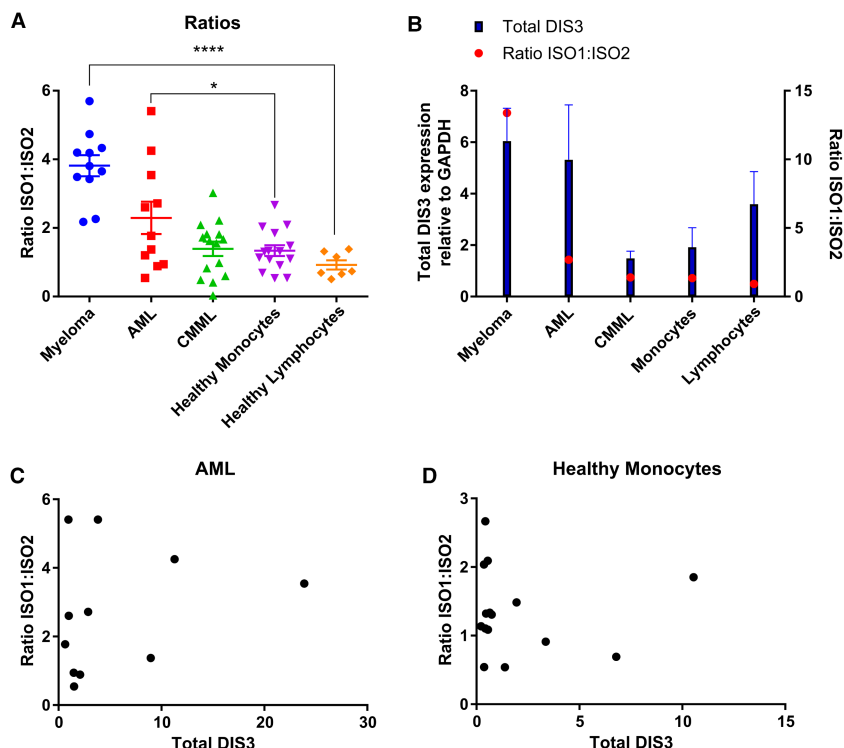 A
Ratios
****
*
Ratio ISO1:ISO2
6
4
2
0
Myeloma
AML
CMML
Healthy Monocytes
Healthy Lymphocytes
B
Total DIS3
Ratio ISO1:ISO2
Total DIS3 expression
relative to GAPDH
8
6
4
2
0
15
10
5
0
Ratio ISO1:ISO2
Myeloma
AML
CMML
Monocytes
Lymphocytes
C
AML
Ratio ISO1:ISO2
6
4
2
0
0
10
20
30
Total DIS3
D
Healthy Monocytes
Ratio ISO1:ISO2
3
2
1
0
0
5
10
15
Total DIS3